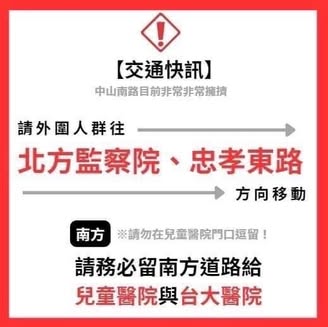 【交通快訊】
中山南路目前非常非常擁擠
請外圍人群往
北方監察院、忠孝東路
方向移動
南方 ※請勿在兒童醫院門口逗留！
請務必留南方道路給
兒童醫院與台大醫院